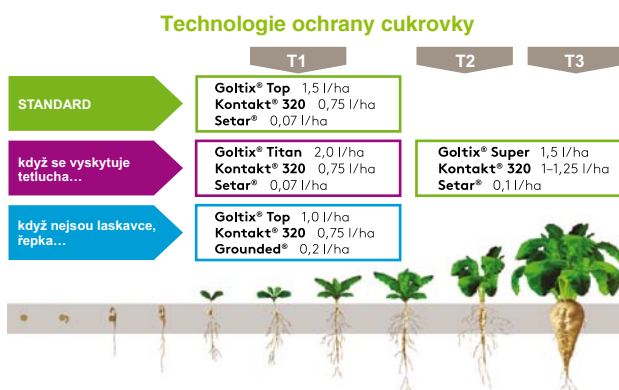 Technologie ochrany cukrovky
T1
T2
T3
STANDARD
Goltix® Top 1,5 l/ha
Kontakt® 320 0,75 l/ha
Setar® 0,07 l/ha
když se vyskytuje
tetlucha…
Goltix® Titan 2,0 l/ha
Kontakt® 320 0,75 l/ha
Setar® 0,07 l/ha
Goltix® Super 1,5 l/ha
Kontakt® 320 1–1,25 l/ha
Setar® 0,1 l/ha
když nejsou laskavce,
řepka…
Goltix® Top 1,0 l/ha
Kontakt® 320 0,75 l/ha
Grounded® 0,2 l/ha